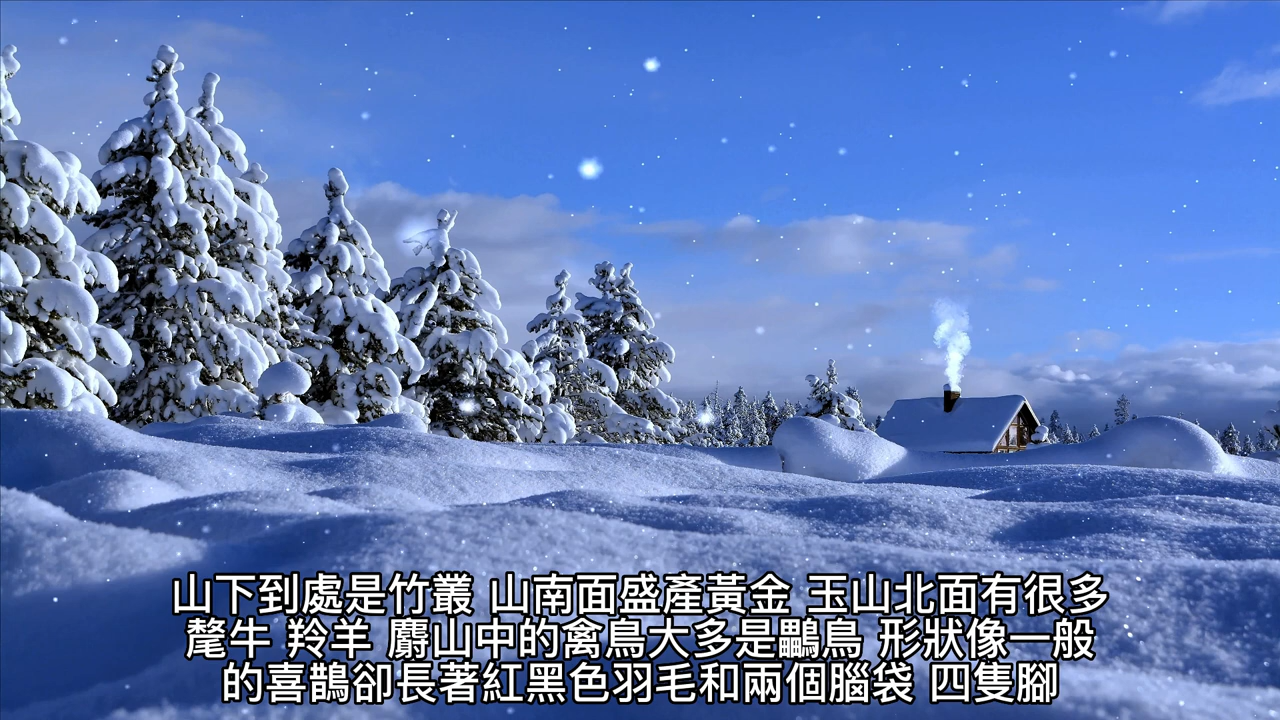 山下到處是竹叢 山南面盛產黃金 玉山北面有很多
氂牛 羚羊 麝山中的禽鳥大多是鸓鳥 形狀像一般
的喜鵲卻長著紅黑色羽毛和兩個腦袋 四隻腳